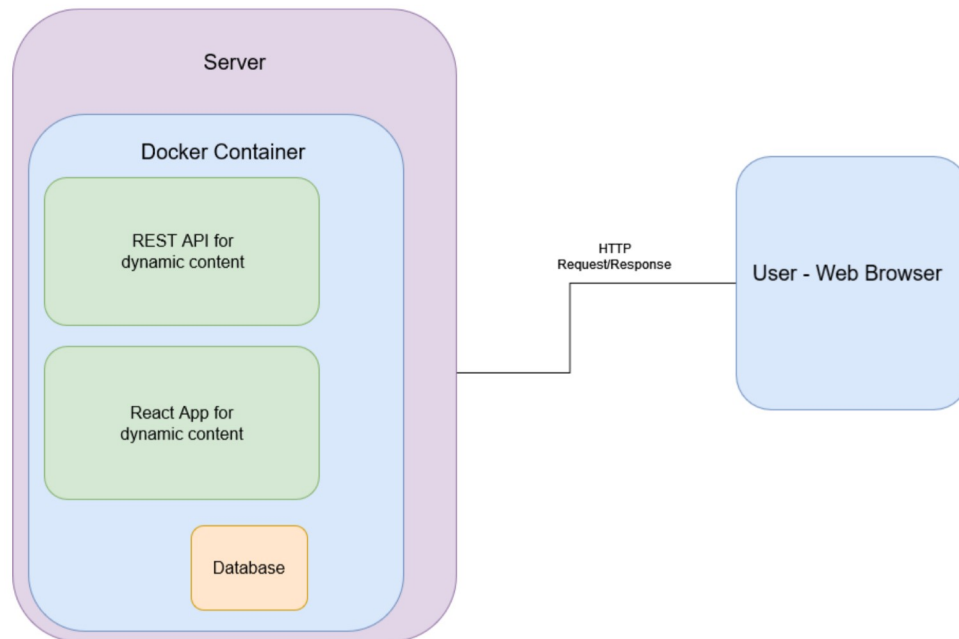 Server
Docker Container
REST API for
dynamic content
React App for
dynamic content
Database
HTTP
Request/Response
User - Web Browser